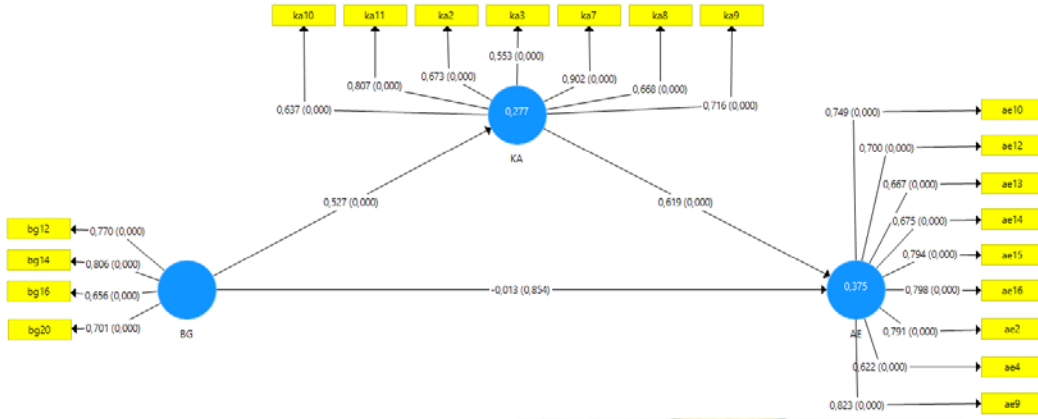 ka10 ka11 ka2 ka3 ka7 ka8 ka9
0,553 (0,000)
0,673 (0,000) 0,902 (0,000)
0,807 (0,000) 0,668 (0,000)
0,637 (0,000) 0,716 (0,000)
0,277
KA
0,749 (0,000) ae10
0,700 (0,000) ae12
0,667 (0,000) ae13
0,527 (0,000) 0,619 (0,000)
0,675 (0,000) ae14
bg12 0,770 (0,000)
0,794 (0,000) ae15
bg14 0,806 (0,000)
0,375
-0,013 (0,854)
0,798 (0,000) ae16
bg16 0,656 (0,000)
bg20 0,701 (0,000)
BG
AE
0,791 (0,000) ae2
0,622 (0,000) ae4
0,823 (0,000) ae9